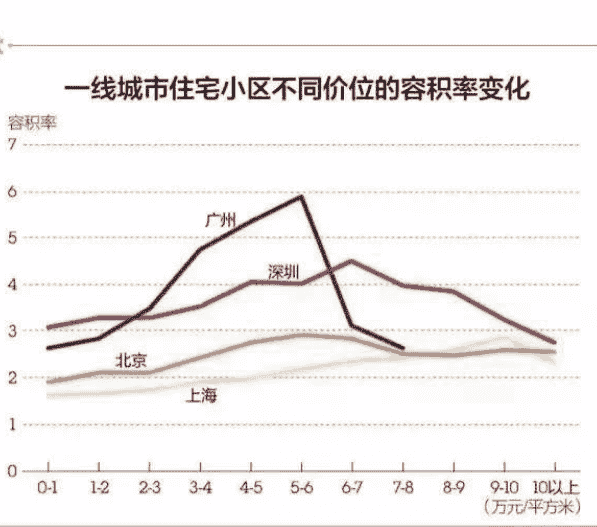 一线城市住宅小区不同价位的容积率变化
容积率
7
6
5
4
3
2
1
0
广州
深圳
北京
上海
0-1 1-2 2-3 3-4 4-5 5-6 6-7 7-8 8-9 9-10 10以上
(万元/平方米)